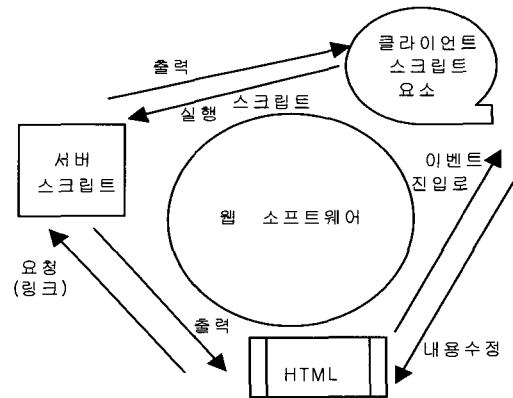 클라이언트
스크립트
요소
출력
스크립트
실행
서버
스크립트
이벤트
진입로
웹 소프트웨어
요청
(링크)
출력
내용수정
HTML